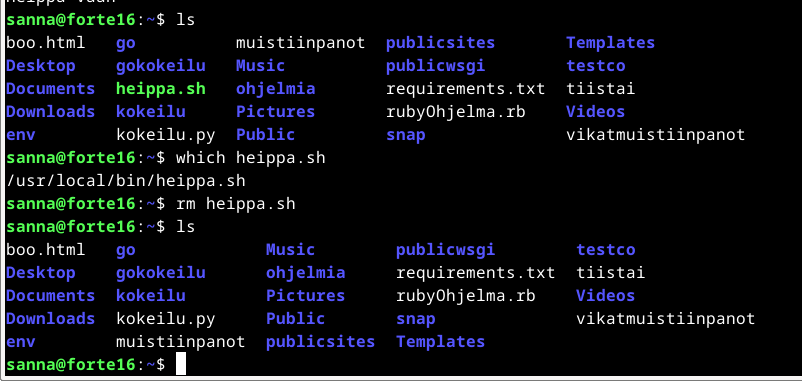 heippa vaan
sanna@forte16:~$ ls
boo.html go muistiinpanot publicsites Templates
Desktop gokokeilu Music publicwsgi testco
Documents heippa.sh ohjelmia requirements.txt tiistai
Downloads kokeilu Pictures rubyOhjelma.rb Videos
env kokeilu.py Public snap vikatmuistiinpanot
sanna@forte16:~$ which heippa.sh
/usr/local/bin/heippa.sh
sanna@forte16:~$ rm heippa.sh
sanna@forte16:~$ ls
boo.html go Music publicwsgi testco
Desktop gokokeilu ohjelmia requirements.txt tiistai
Documents kokeilu Pictures rubyOhjelma.rb Videos
Downloads kokeilu.py Public snap vikatmuistiinpanot
env muistiinpanot publicsites Templates
sanna@forte16:~$